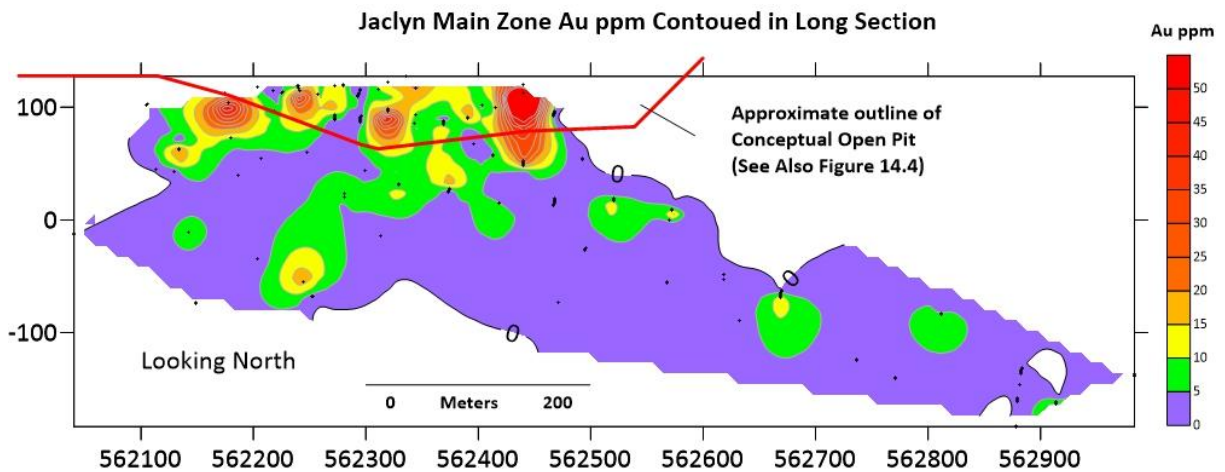 Jaclyn Main Zone Au ppm Contoued in Long Section
Au ppm
50
45
40
35
30
25
20
15
10
5
0
100
0
-100
Approximate outline of
Conceptual Open Pit
(See Also Figure 14.4)
0
0
0
Looking North
0 Meters 200
562100 562200 562300 562400 562500 562600 562700 562800 562900